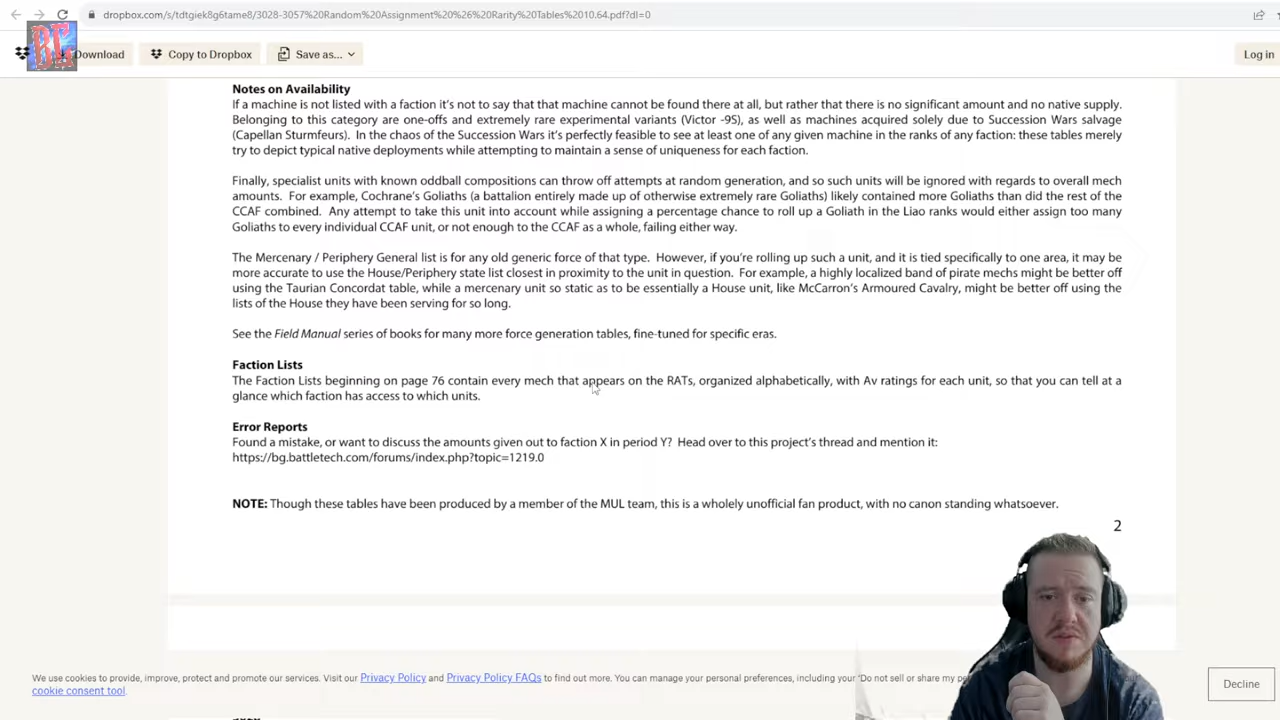 dropbox.com/s/tdtgiek8g6tame8/3028-3057%20Random%20Assignment%20%26%20Rarity%20Tables%2010.64.pdf?dl=0
BC
Download
Copy to Dropbox
Save as...
Log in
Notes on Availability
If a machine is not listed with a faction it's not to say that that machine cannot be found there at all, but rather that there is no significant amount and no native supply.
Belonging to this category are one-offs and extremely rare experimental variants (Victor -9S), as well as machines acquired solely due to Succession Wars salvage
(Capellan Sturmfeurs). In the chaos of the Succession Wars it's perfectly feasible to see at least one of any given machine in the ranks of any faction: these tables merely
try to depict typical native deployments while attempting to maintain a sense of uniqueness for each faction.
Finally, specialist units with known oddball compositions can throw off attempts at random generation, and so such units will be ignored with regards to overall mech
amounts. For example, Cochrane's Goliaths (a battalion entirely made up of otherwise extremely rare Goliaths) likely contained more Goliaths than did the rest of the
CCAF combined. Any attempt to take this unit into account while assigning a percentage chance to roll up a Goliath in the Liao ranks would either assign too many
Goliaths to every individual CCAF unit, or not enough to the CCAF as a whole, failing either way.
The Mercenary / Periphery General list is for any old generic force of that type. However, if you're rolling up such a unit, and it is tied specifically to one area, it may be
more accurate to use the House/Periphery state list closest in proximity to the unit in question. For example, a highly localized band of pirate mechs might be better off
using the Taurian Concordat table, while a mercenary unit so static as to be essentially a House unit, like McCarron's Armoured Cavalry, might be better off using the
lists of the House they have been serving for so long.
See the Field Manual series of books for many more force generation tables, fine-tuned for specific eras.
Faction Lists
The Faction Lists beginning on page 76 contain every mech that appears on the RATs, organized alphabetically, with Av ratings for each unit, so that you can tell at a
glance which faction has access to which units.
Error Reports
Found a mistake, or want to discuss the amounts given out to faction X in period Y? Head over to this project's thread and mention it:
https://bg.battletech.com/forums/index.php?topic=1219.0
NOTE: Though these tables have been produced by a member of the MUL team, this is a wholely unofficial fan product, with no canon standing whatsoever.
2
We use cookies to provide, improve, protect and promote our services. Visit our Privacy Policy and Privacy Policy FAQs to find out more. You can manage your personal preferences, including your 'Do not sell or share my
cookie consent tool.
Decline